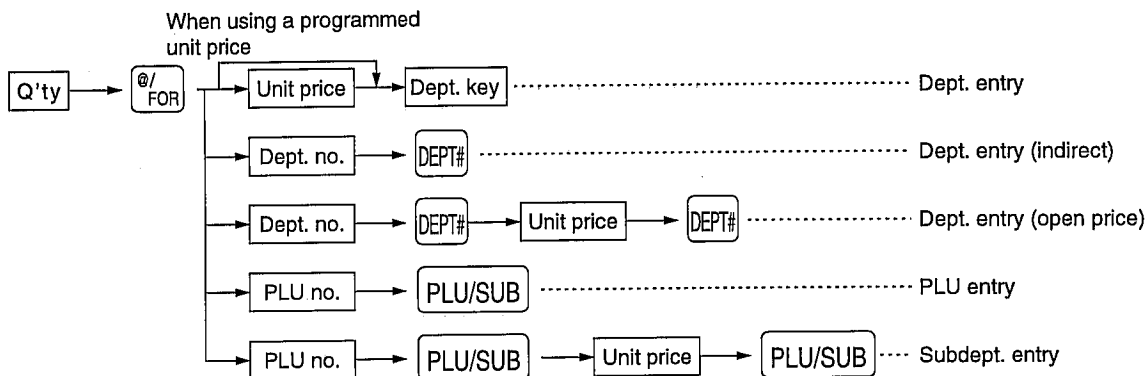 When using a programmed
unit price
Q'ty @/FOR Unit price Dept. key Dept. entry
Dept. no. DEPT# Dept. entry (indirect)
Dept. no. DEPT# Unit price DEPT# Dept. entry (open price)
PLU no. PLU/SUB PLU entry
PLU no. PLU/SUB Unit price PLU/SUB Subdept. entry